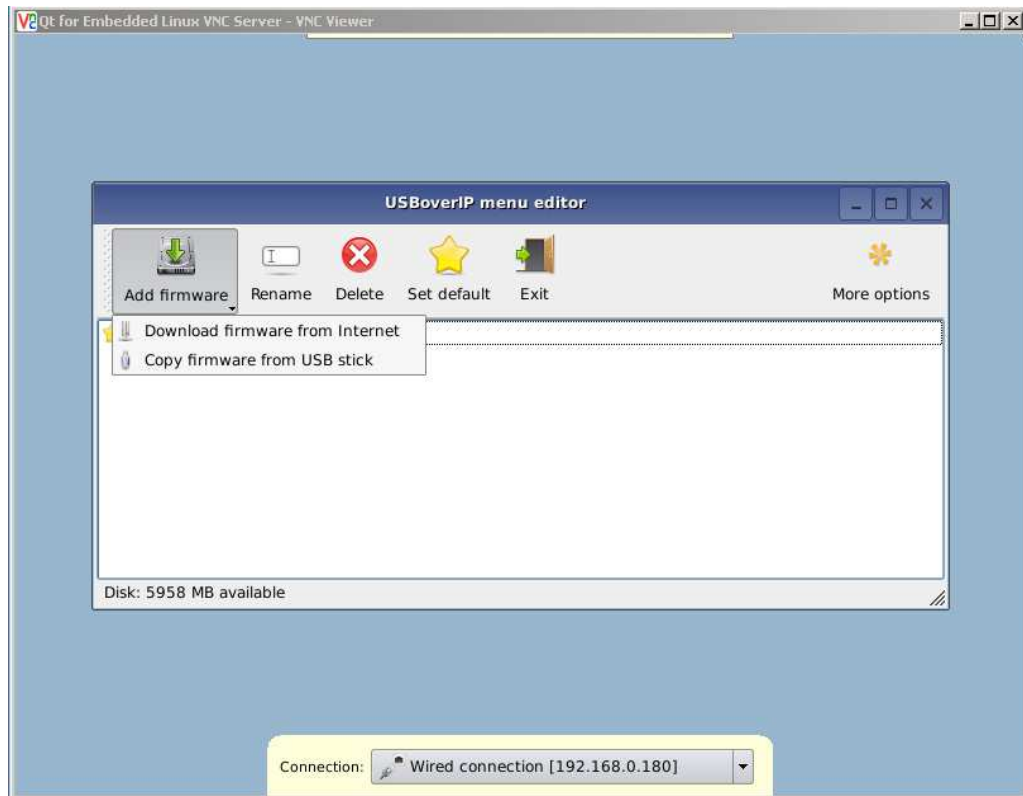 Qt for Embedded Linux VNC Server - VNC Viewer
USBoverIP menu editor
Add firmware
Rename
Delete
Set default
Exit
More options
Download firmware from Internet
Copy firmware from USB stick
Disk: 5958 MB available
Connection: Wired connection [192.168.0.180]